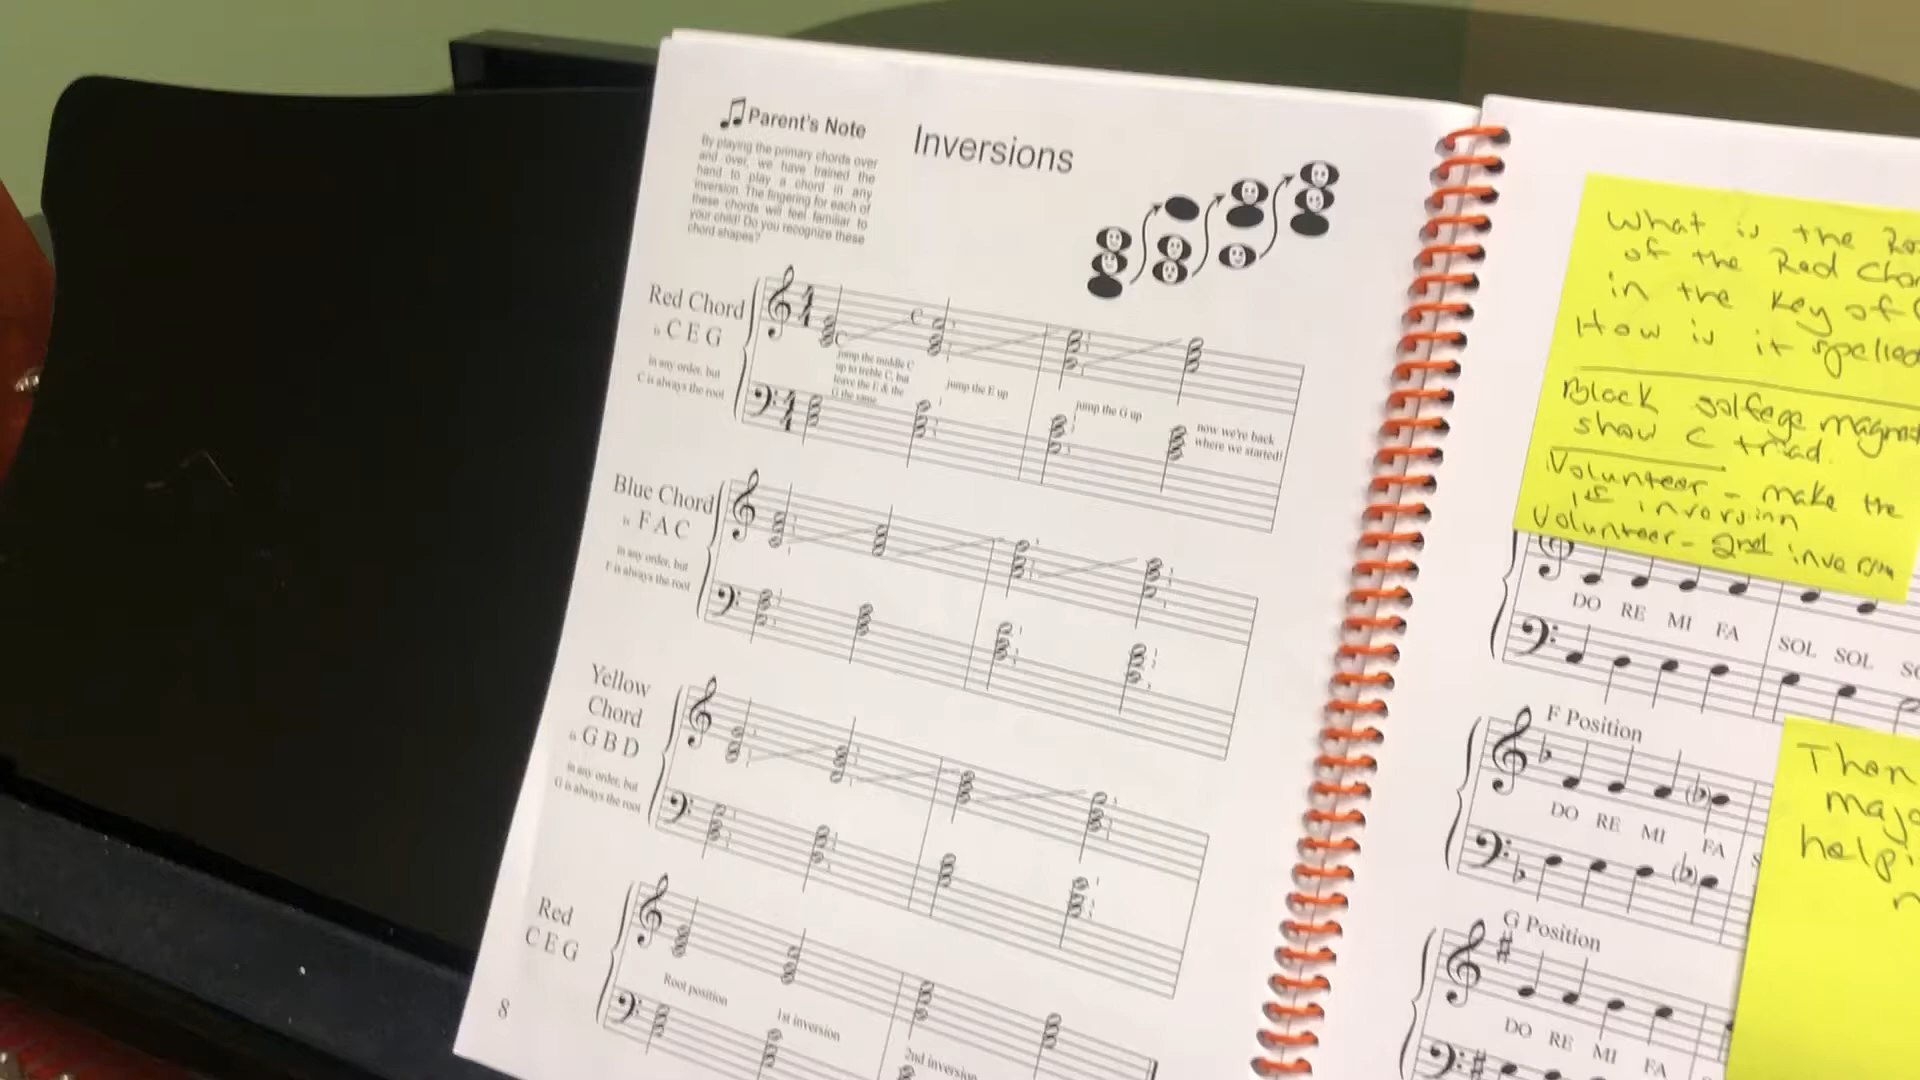 Parent's Note
By playing the primary chords over
and over, we have trained the
hand to play a chord in any
inversion. The fingering for each of
these chords will feel familiar to
your child! Do you recognize these
chord shapes?
Inversions
Red Chord
is C E G
in any order, but
C is always the root
C
C
jump the middle C
up to treble C, but
leave the E & the
G the same
jump the E up
jump the G up
now we're back
where we started!
Blue Chord
is F A C
in any order, but
F is always the root
Yellow
Chord
is G B D
in any order, but
G is always the root
Red
C E G
Root position
1st inversion
2nd inversion
8
What is the
of the Red
in the key of
How is it spelled
Black solfege
show C triad.
Volunteer - make the
1st inversion
Volunteer - 2nd inversion
DO RE MI FA
SOL SOL
F Position
DO RE MI FA
G Position
DO RE MI FA